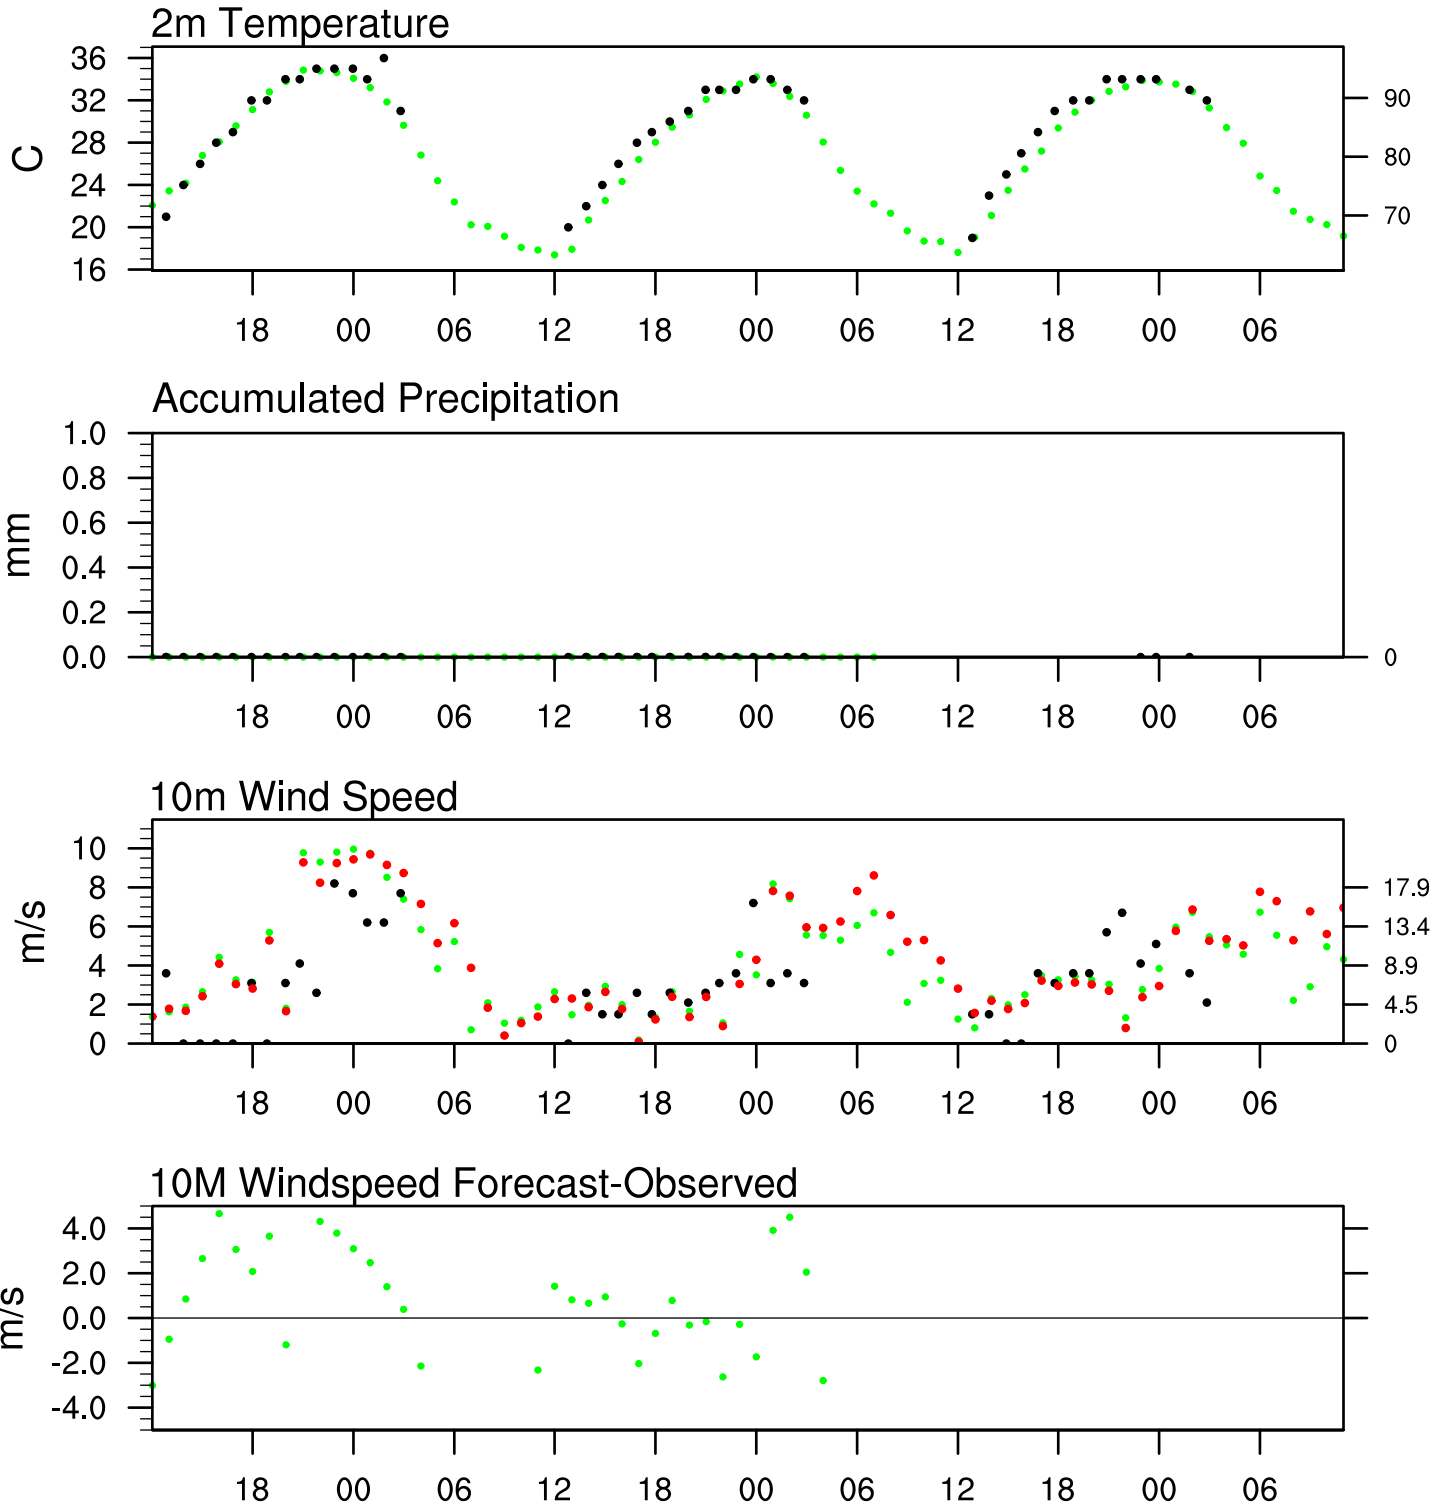 2m Temperature
36
32
28
24
20
16
C
90
80
70
18 00 06 12 18 00 06 12 18 00 06
Accumulated Precipitation
1.0
0.8
0.6
0.4
0.2
0.0
mm
0
18 00 06 12 18 00 06 12 18 00 06
10m Wind Speed
10
8
6
4
2
0
m/s
17.9
13.4
8.9
4.5
0
18 00 06 12 18 00 06 12 18 00 06
10M Windspeed Forecast-Observed
4.0
2.0
0.0
-2.0
-4.0
m/s
18 00 06 12 18 00 06 12 18 00 06